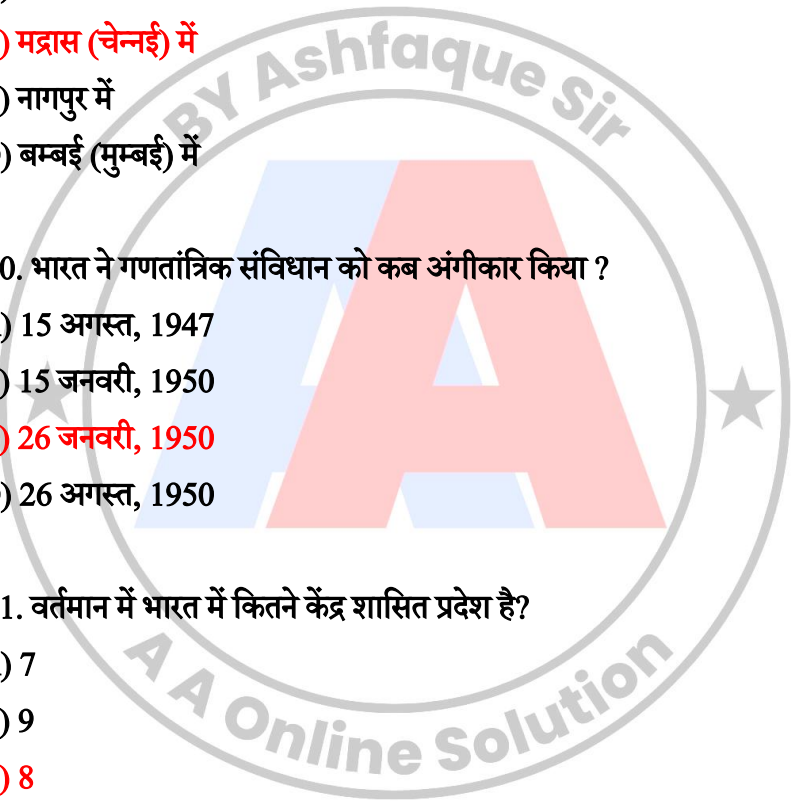 ) मद्रास (चेन्नई) में
) नागपुर में
) बम्बई (मुम्बई) में
0. भारत ने गणतांत्रिक संविधान को कब अंगीकार किया ?
) 15 अगस्त, 1947
) 15 जनवरी, 1950
) 26 जनवरी, 1950
) 26 अगस्त, 1950
1. वर्तमान में भारत में कितने केंद्र शासित प्रदेश है?
) 7
) 9
) 8
BY Ashfaque Sir
A A Online Solution